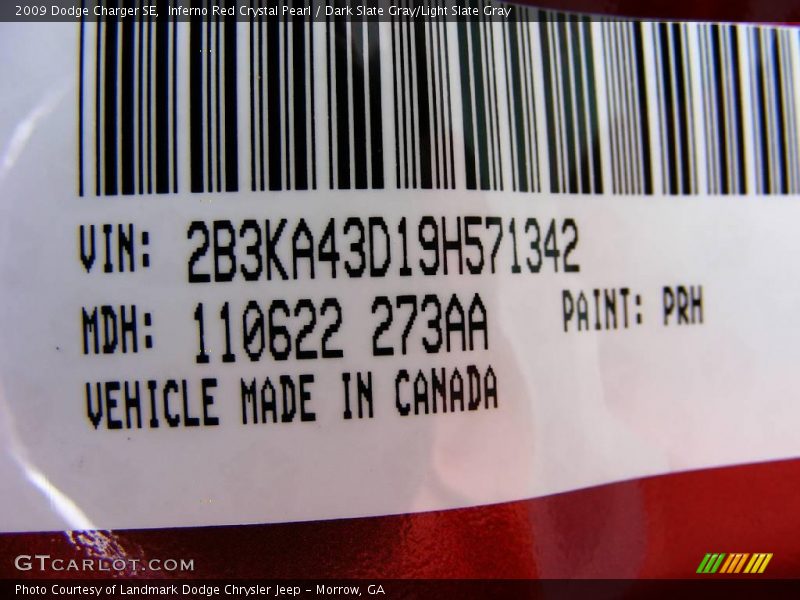 2009 Dodge Charger SE, Inferno Red Crystal Pearl / Dark Slate Gray/Light Slate Gray
VIN: 2B3KA43D19H571342
MDH: 110622 273AA PAINT: PRH
VEHICLE MADE IN CANADA
GTCARLOT.COM
Photo Courtesy of Landmark Dodge Chrysler Jeep - Morrow, GA